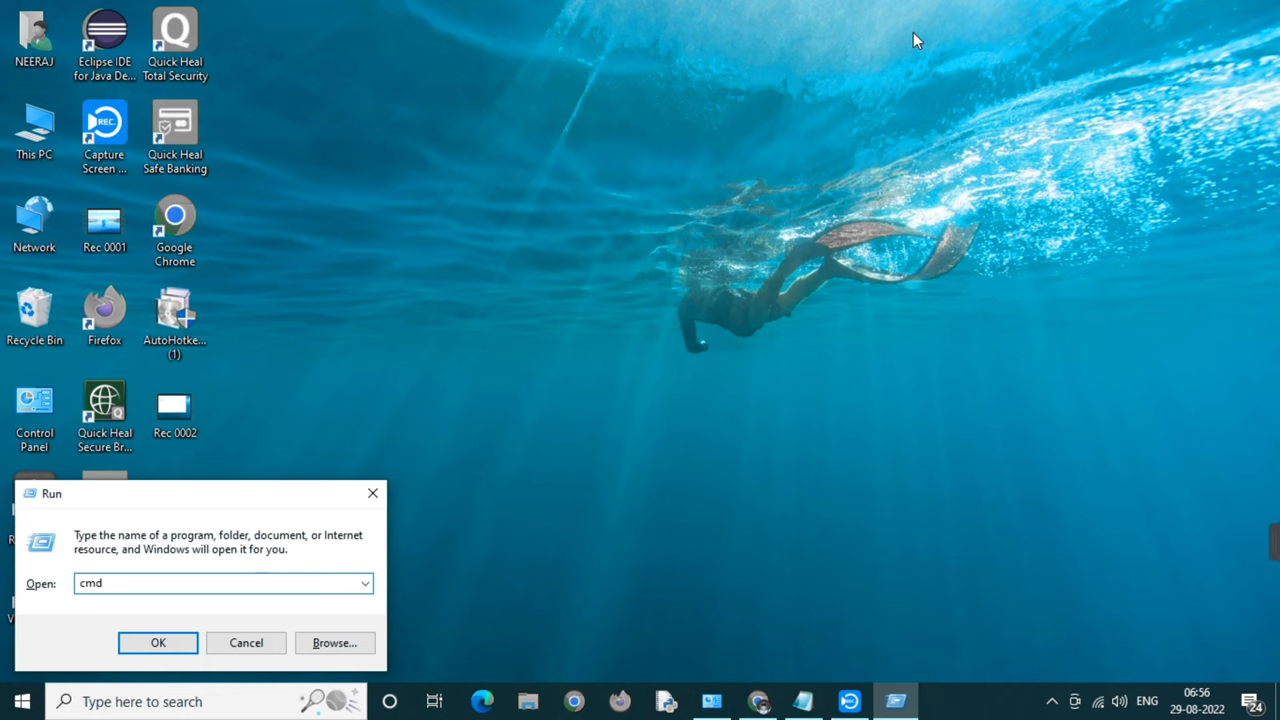 NEERAJ
Eclipse IDE
for Java De...
Quick Heal
Total Security
This PC
REC.
Capture
Screen ...
Quick Heal
Safe Banking
Network
Rec 0001
Google
Chrome
Recycle Bin
Firefox
AutoHotke...
(1)
Control
Panel
Quick Heal
Secure Br...
Rec 0002
Run
Type the name of a program, folder, document, or Internet
resource, and Windows will open it for you.
Open:
cmd
OK
Cancel
Browse...
Type here to search
ENG
06:56
29-08-2022
24